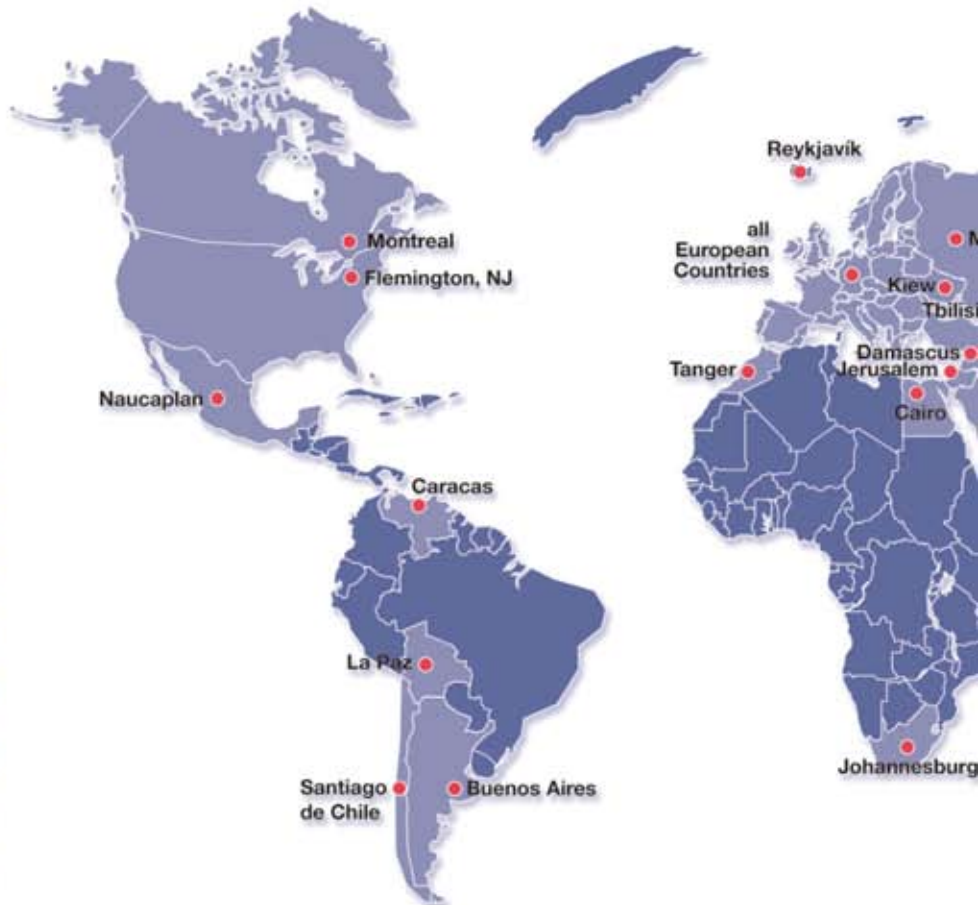 Reykjavík
Montreal
all
European
Countries
Flemington, NJ
Kiew
Tbilisi
Damascus
Tanger
Jerusalem
Naucaplan
Cairo
Caracas
La Paz
Johannesburg
Santiago
de Chile
Buenos Aires